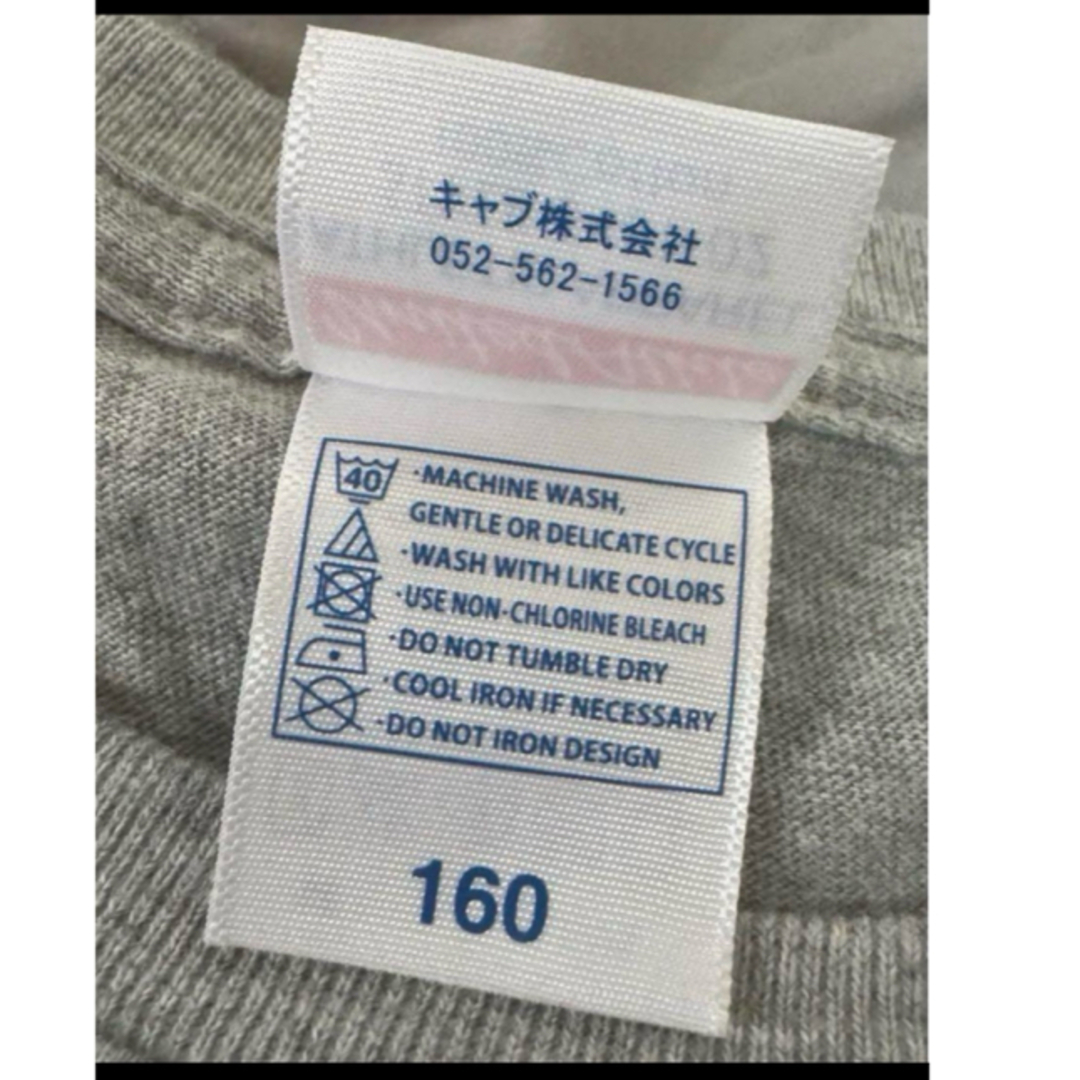 キャブ株式会社
052-562-1566
40
·MACHINE WASH,
GENTLE OR DELICATE CYCLE
·WASH WITH LIKE COLORS
·USE NON-CHLORINE BLEACH
·DO NOT TUMBLE DRY
·COOL IRON IF NECESSARY
·DO NOT IRON DESIGN
160